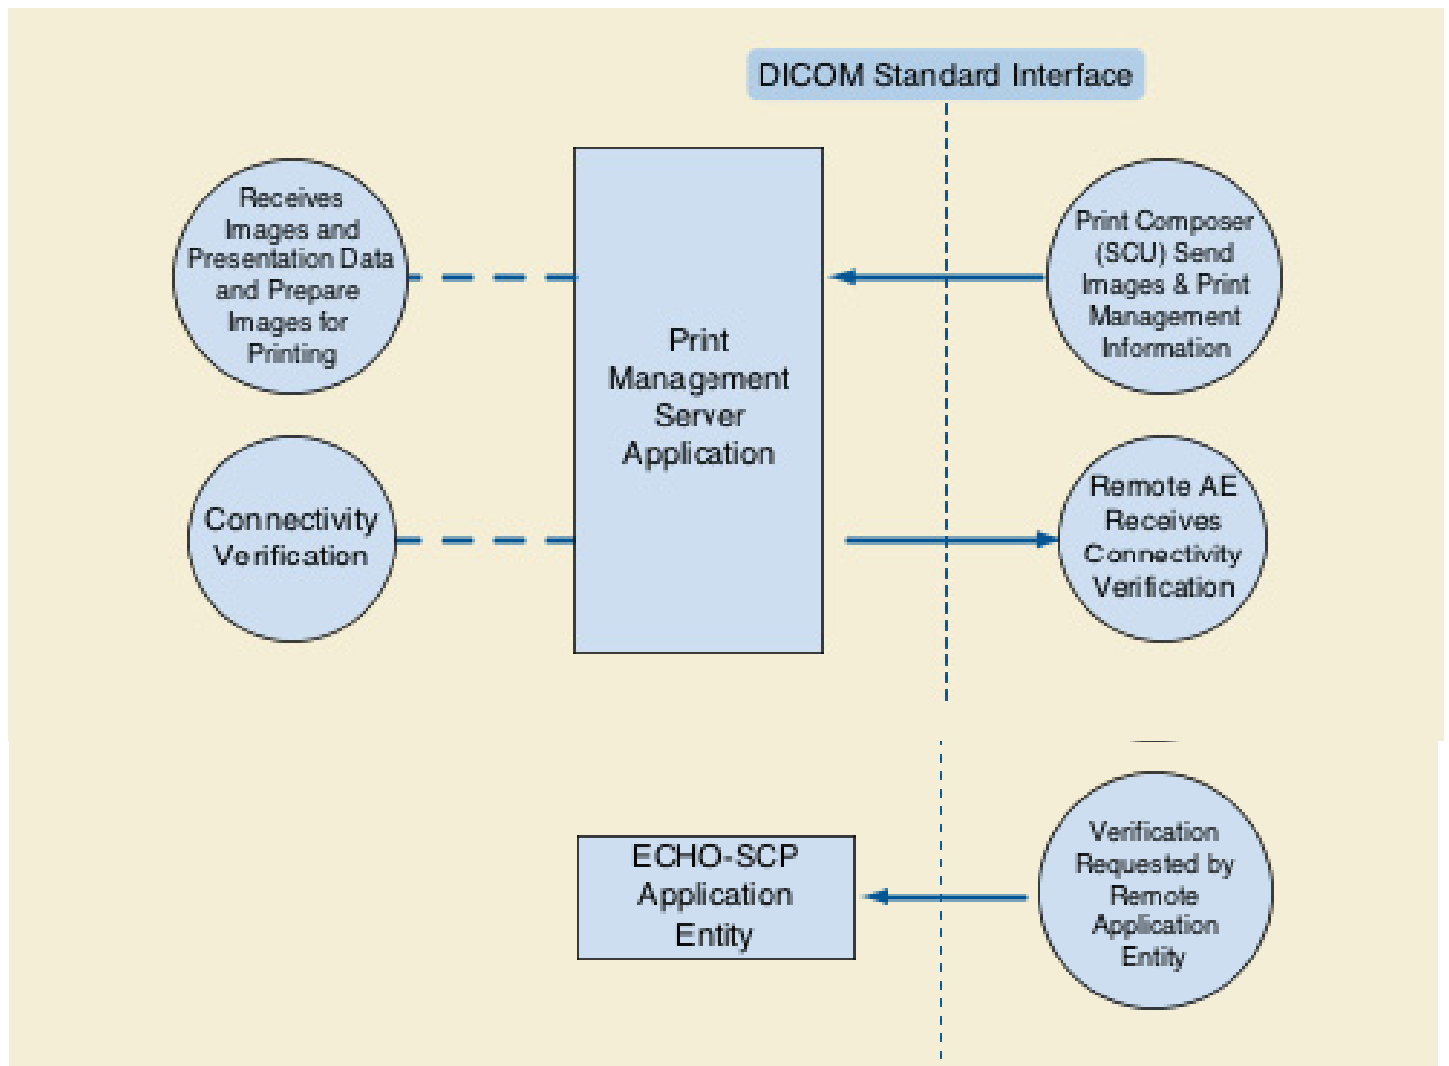 DICOM Standard Interface
Receives
Images and
Presentation Data
and Prepare
Images for
Printing
Print
Management
Server
Application
Print Composer
(SCU) Send
Images & Print
Management
Information
Connectivity
Verification
Remote AE
Receives
Connectivity
Verification
ECHO-SCP
Application
Entity
Verification
Requested by
Remote
Application
Entity